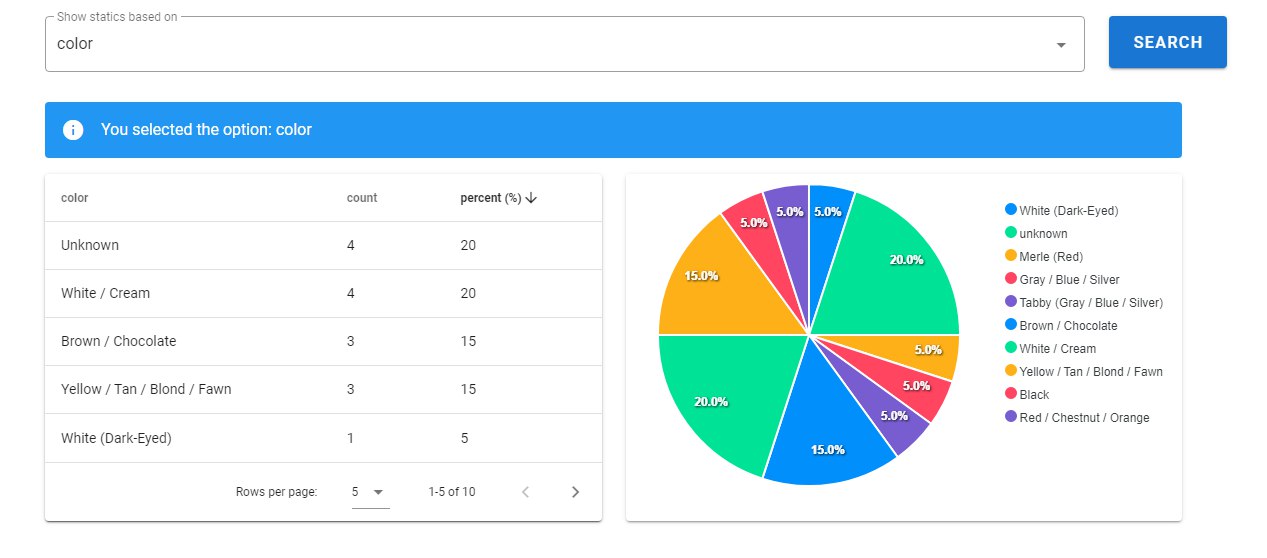 Show statics based on
color
SEARCH
You selected the option: color
color count percent (%)
Unknown 4 20
White / Cream 4 20
Brown / Chocolate 3 15
Yellow / Tan / Blond / Fawn 3 15
White (Dark-Eyed) 1 5
Rows per page: 5 1-5 of 10
5.0% 5.0%
5.0%
20.0%
15.0%
5.0%
5.0%
20.0%
5.0%
15.0%
White (Dark-Eyed)
unknown
Merle (Red)
Gray / Blue / Silver
Tabby (Gray / Blue / Silver)
Brown / Chocolate
White / Cream
Yellow / Tan / Blond / Fawn
Black
Red / Chestnut / Orange